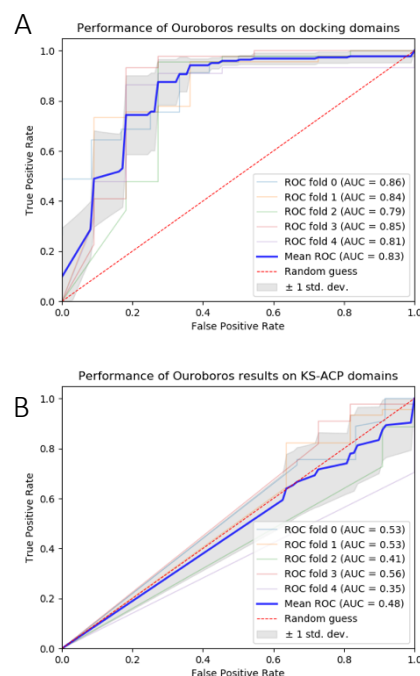 A
Performance of Ouroboros results on docking domains
1.0
0.8
0.6
0.4
0.2
0.0
True Positive Rate
ROC fold 0 (AUC = 0.86)
ROC fold 1 (AUC = 0.84)
ROC fold 2 (AUC = 0.79)
ROC fold 3 (AUC = 0.85)
ROC fold 4 (AUC = 0.81)
Mean ROC (AUC = 0.83)
Random guess
± 1 std. dev.
0.0 0.2 0.4 0.6 0.8 1.0
False Positive Rate
B
Performance of Ouroboros results on KS-ACP domains
1.0
0.8
0.6
0.4
0.2
0.0
True Positive Rate
ROC fold 0 (AUC = 0.53)
ROC fold 1 (AUC = 0.53)
ROC fold 2 (AUC = 0.41)
ROC fold 3 (AUC = 0.56)
ROC fold 4 (AUC = 0.35)
Mean ROC (AUC = 0.48)
Random guess
± 1 std. dev.
0.0 0.2 0.4 0.6 0.8 1.0
False Positive Rate